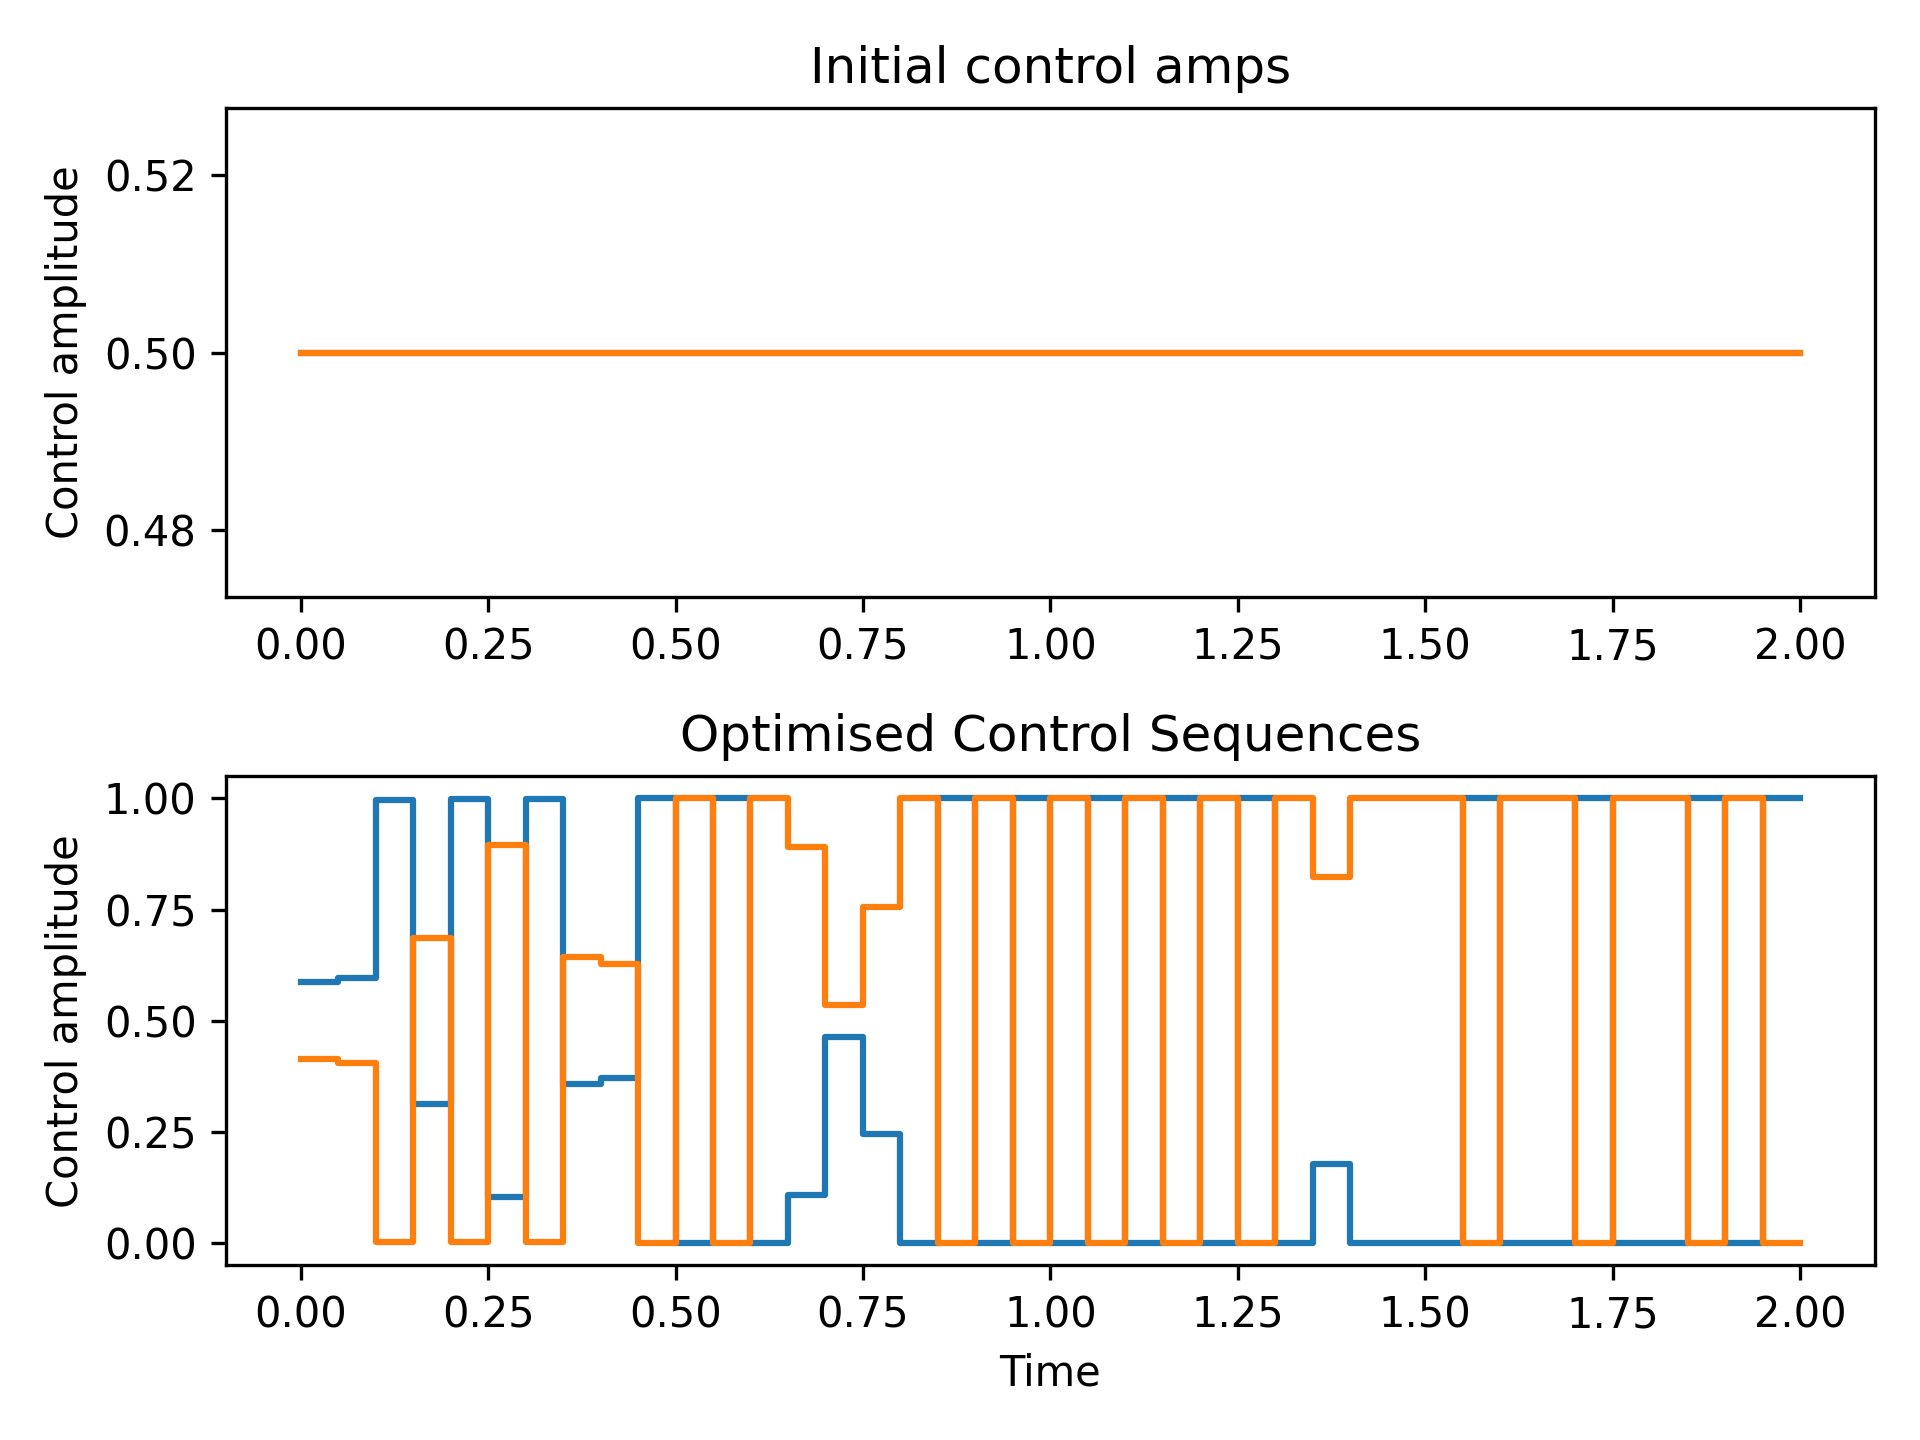 Initial control amps
Control amplitude
0.52
0.50
0.48
0.00 0.25 0.50 0.75 1.00 1.25 1.50 1.75 2.00
Optimised Control Sequences
Control amplitude
1.00
0.75
0.50
0.25
0.00
0.00 0.25 0.50 0.75 1.00 1.25 1.50 1.75 2.00
Time